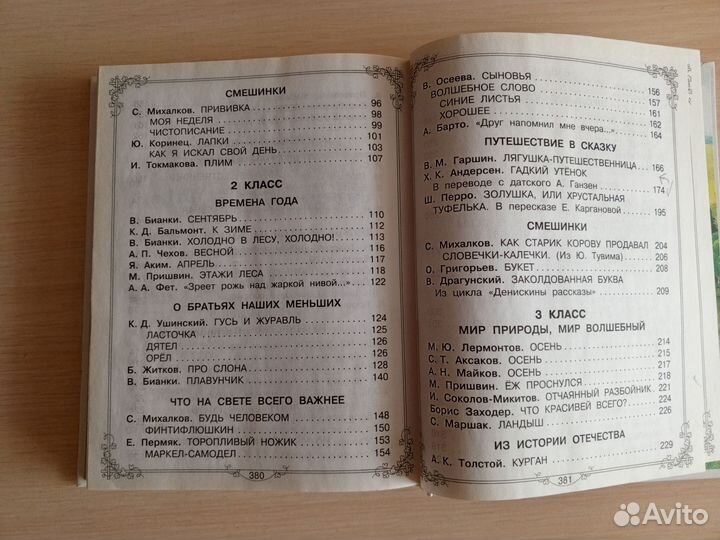 СМЕШИНКИ
С. Михалков. ПРИВИВКА 96
МОЯ НЕДЕЛЯ 98
ЧИСТОПИСАНИЕ 99
Ю. Коринец. ЛАПКИ 101
КАК Я ИСКАЛ СВОЙ ДЕНЬ 103
И. Токмакова. ПЛИМ 107
2 КЛАСС
ВРЕМЕНА ГОДА
В. Бианки. СЕНТЯБРЬ 110
К. Д. Бальмонт. К ЗИМЕ 112
В. Бианки. ХОЛОДНО В ЛЕСУ, ХОЛОДНО! 113
А. П. Чехов. ВЕСНОЙ 116
Я. Аким. АПРЕЛЬ 117
М. Пришвин. ЭТАЖИ ЛЕСА 118
А. А. Фет. «Зреет рожь над жаркой нивой...» 122
О БРАТЬЯХ НАШИХ МЕНЬШИХ
К. Д. Ушинский. ГУСЬ И ЖУРАВЛЬ 124
ЛАСТОЧКА 125
ДЯТЕЛ 126
ОРЁЛ 126
Б. Житков. ПРО СЛОНА 128
В. Бианки. ПЛАВУНЧИК 140
ЧТО НА СВЕТЕ ВСЕГО ВАЖНЕЕ
С. Михалков. БУДЬ ЧЕЛОВЕКОМ 148
ФИНТИФЛЮШКИН 150
Е. Пермяк. ТОРОПЛИВЫЙ НОЖИК 153
МАРКЕЛ-САМОДЕЛ 154
380
В. Осеева. СЫНОВЬЯ 156
ВОЛШЕБНОЕ СЛОВО 157
СИНИЕ ЛИСТЬЯ 161
ХОРОШЕЕ 162
А. Барто. «Друг напомнил мне вчера...» 164
ПУТЕШЕСТВИЕ В СКАЗКУ
В. М. Гаршин. ЛЯГУШКА-ПУТЕШЕСТВЕННИЦА 166
Х. К. Андерсен. ГАДКИЙ УТЁНОК
В переводе с датского А. Ганзен 174
Ш. Перро. ЗОЛУШКА, ИЛИ ХРУСТАЛЬНАЯ
ТУФЕЛЬКА. В пересказе Е. Каргановой 195
СМЕШИНКИ
С. Михалков. КАК СТАРИК КОРОВУ ПРОДАВАЛ 204
СЛОВЕЧКИ-КАЛЕЧКИ. (Из Ю. Тувима) 206
О. Григорьев. БУКЕТ 208
В. Драгунский. ЗАКОЛДОВАННАЯ БУКВА
Из цикла «Денискины рассказы» 209
3 КЛАСС
МИР ПРИРОДЫ, МИР ВОЛШЕБНЫЙ
М. Ю. Лермонтов. ОСЕНЬ 214
С. Т. Аксаков. ОСЕНЬ 215
А. Н. Майков. ОСЕНЬ 217
М. Пришвин. ЁЖ ПРОСНУЛСЯ 218
И. Соколов-Микитов. ОТЧАЯННЫЙ РАЗБОЙНИК 221
Борис Заходер. ЧТО КРАСИВЕЙ ВСЕГО? 224
С. Маршак. ЛАНДЫШ 226
ИЗ ИСТОРИИ ОТЕЧЕСТВА
А. К. Толстой. КУРГАН 229
381
Avito